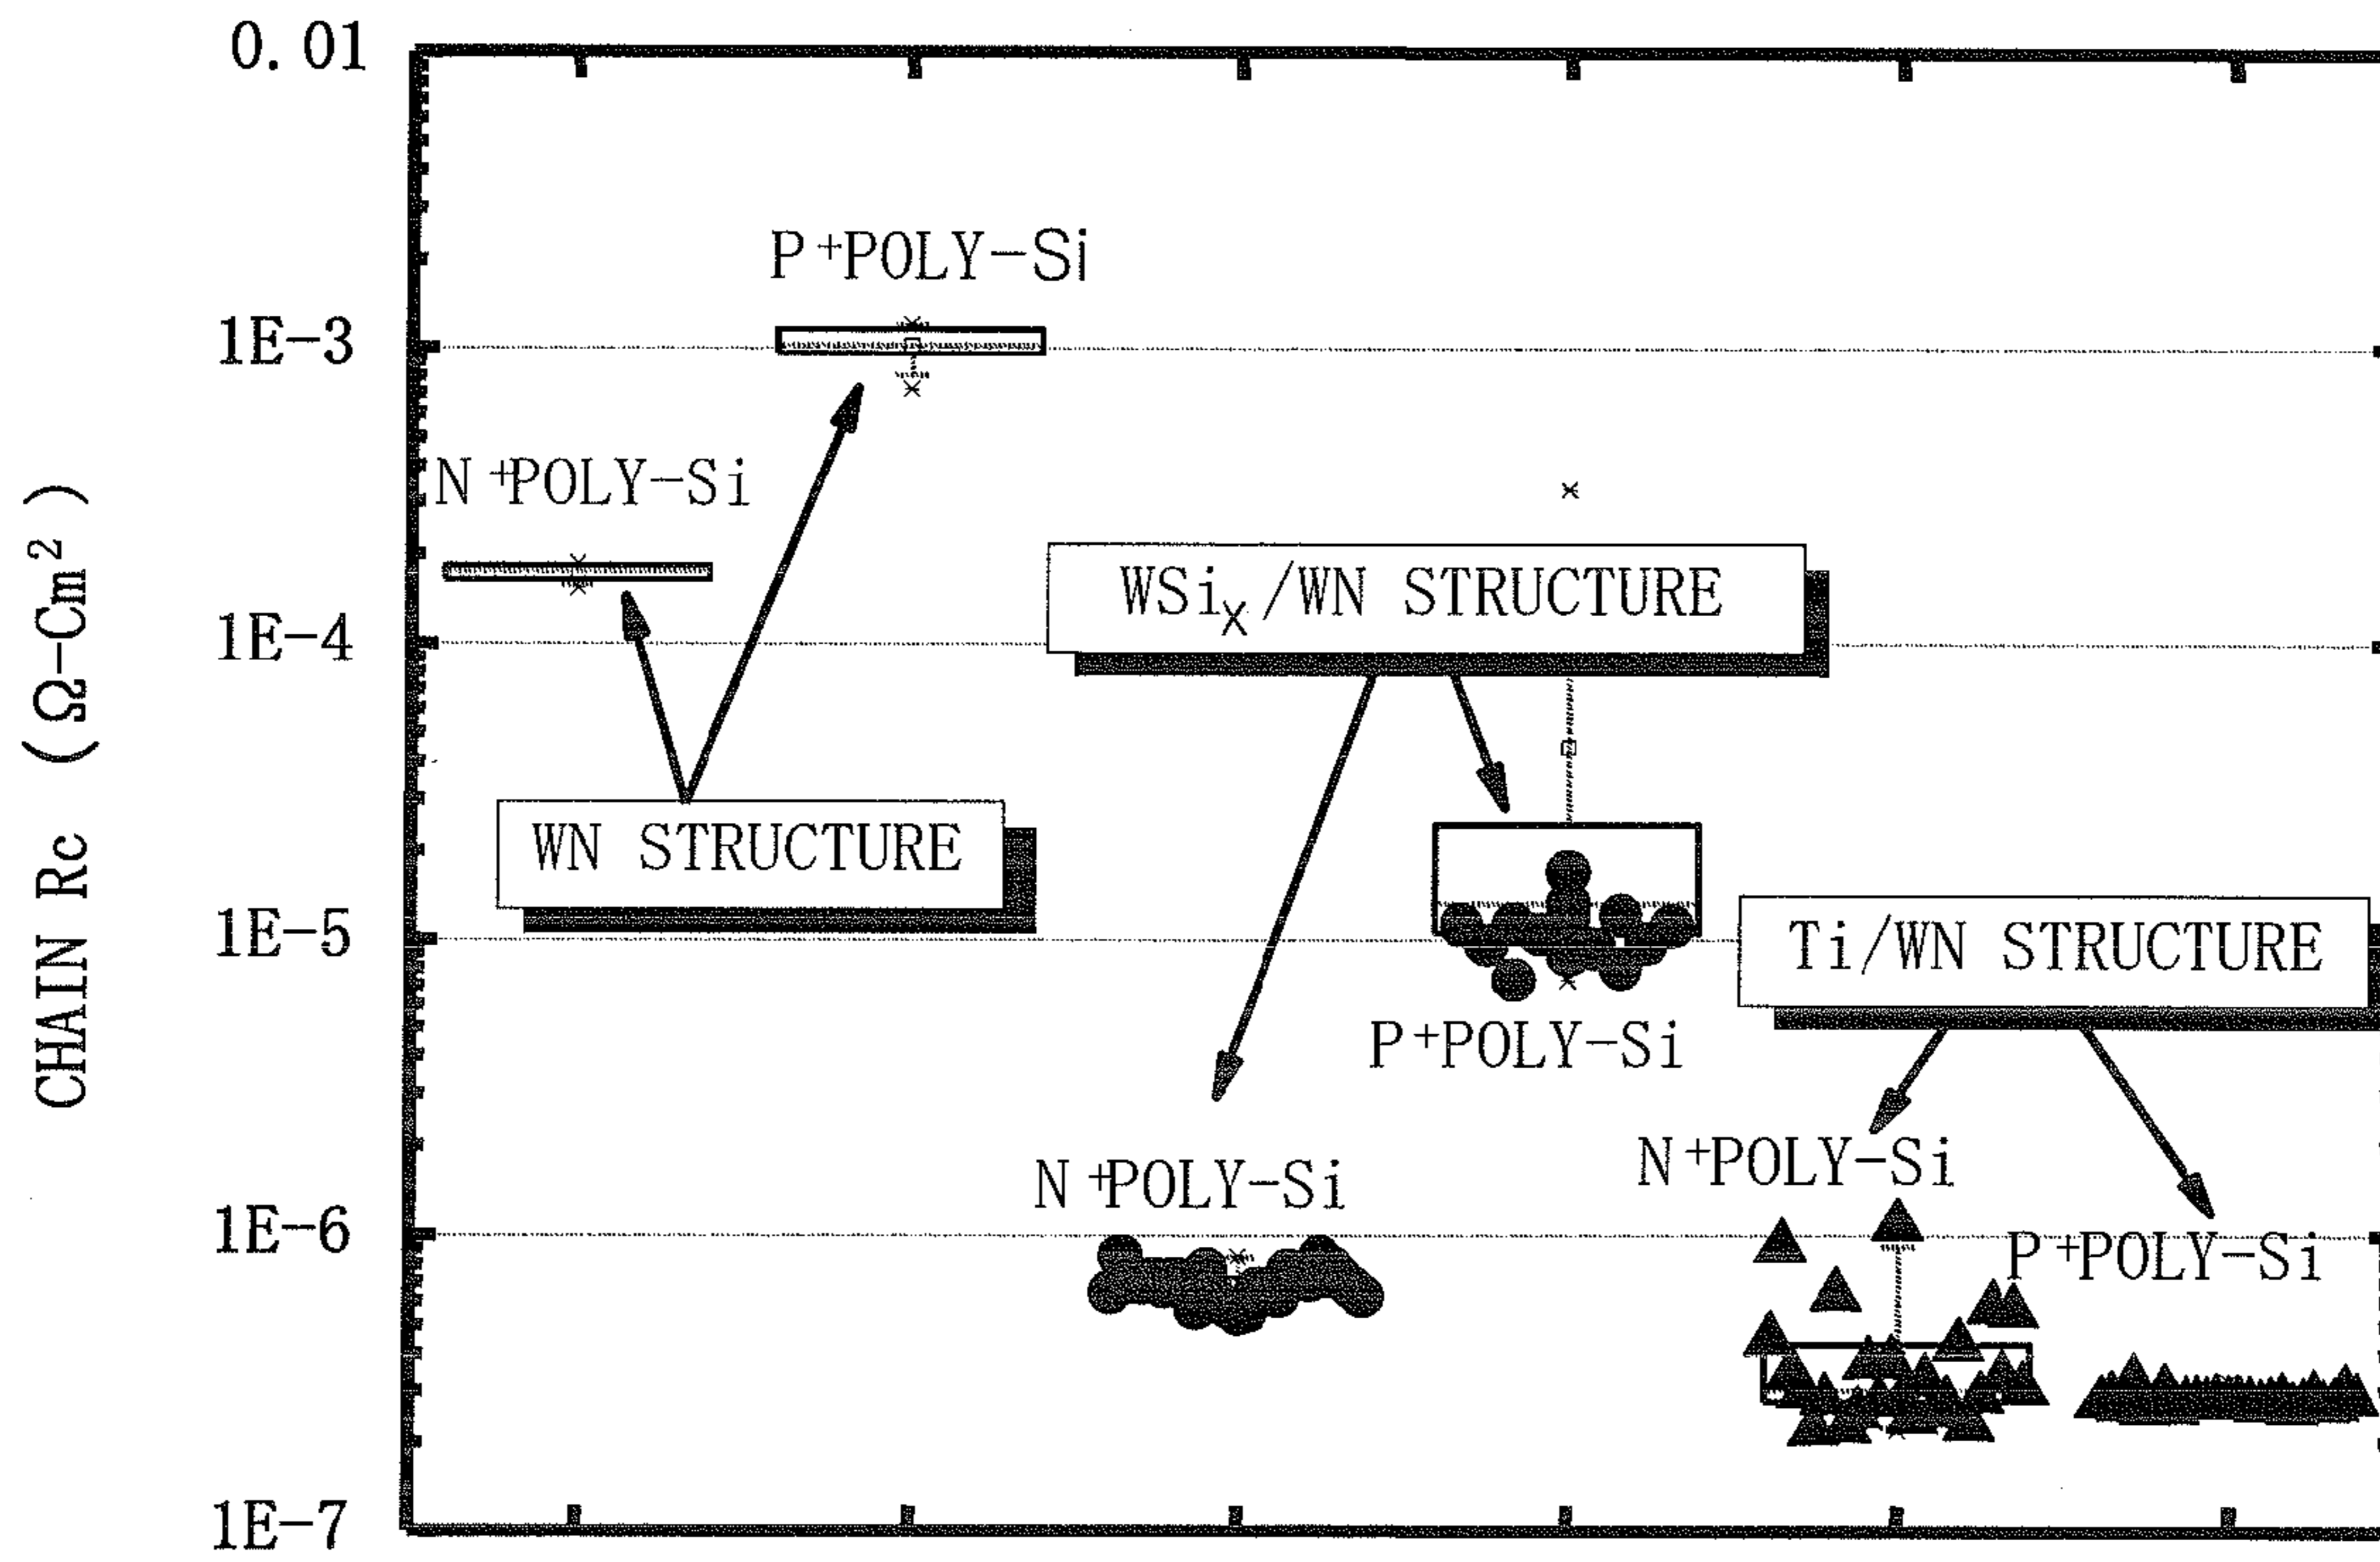 0.01
P+POLY-Si
1E-3
N+POLY-Si
WSiX/WN STRUCTURE
1E-4
WN STRUCTURE
1E-5
Ti/WN STRUCTURE
P+POLY-Si
N+POLY-Si
N+POLY-Si
1E-6
P+POLY-Si
1E-7
CHAIN Rc (Ω-Cm²)